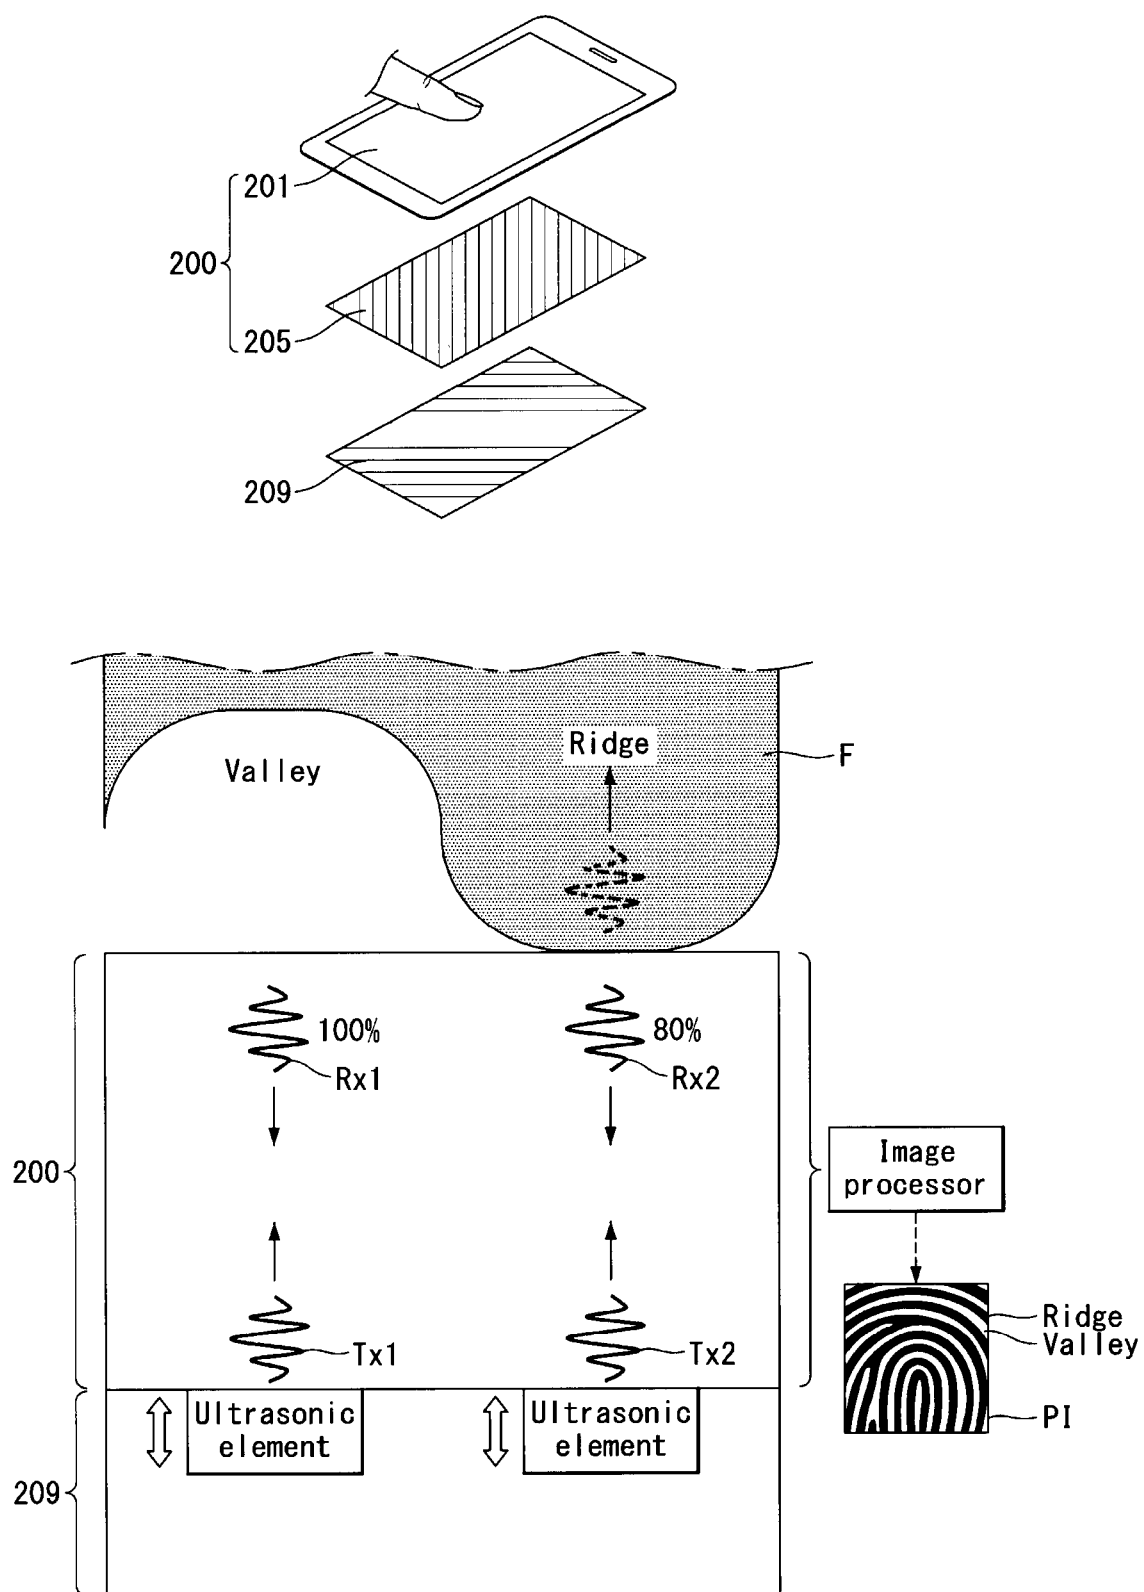 201
200
205
209
Ridge
F
Valley
100%
80%
Rx1
Rx2
200
Image
processor
Ridge
Valley
Tx1
Tx2
PI
Ultrasonic
element
Ultrasonic
element
209